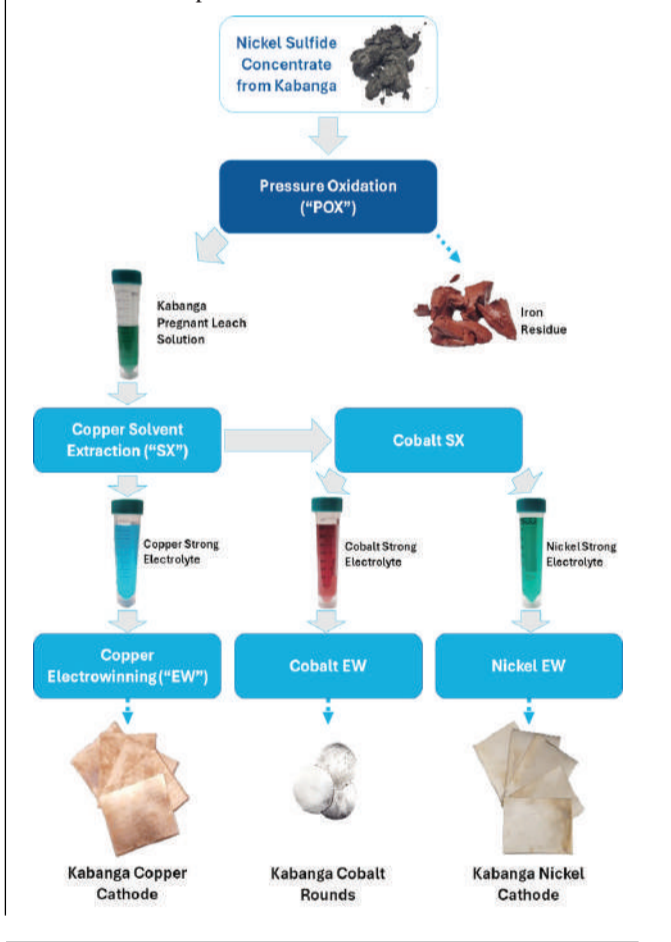 Nickel Sulfide
Concentrate
from Kabanga
Pressure Oxidation
(“POX”)
Kabanga
Pregnant Leach
Solution
Iron
Residue
Copper Solvent
Extraction (“SX”)
Cobalt SX
Copper Strong
Electrolyte
Cobalt Strong
Electrolyte
Nickel Strong
Electrolyte
Copper
Electrowinning (“EW”)
Cobalt EW
Nickel EW
Kabanga Copper
Cathode
Kabanga Cobalt
Rounds
Kabanga Nickel
Cathode